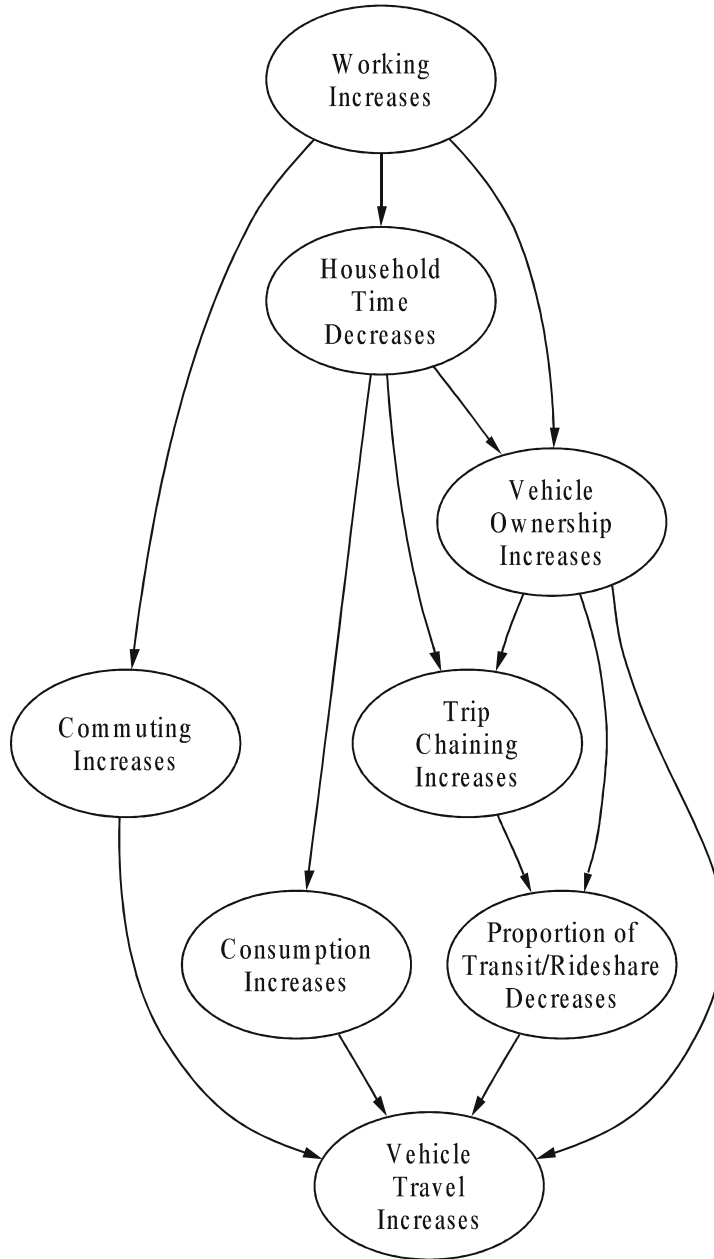 Working
Increases
Household
Time
Decreases
Vehicle
Ownership
Increases
Commuting
Increases
Trip
Chaining
Increases
Consumption
Increases
Proportion of
Transit/Rideshare
Decreases
Vehicle
Travel
Increases